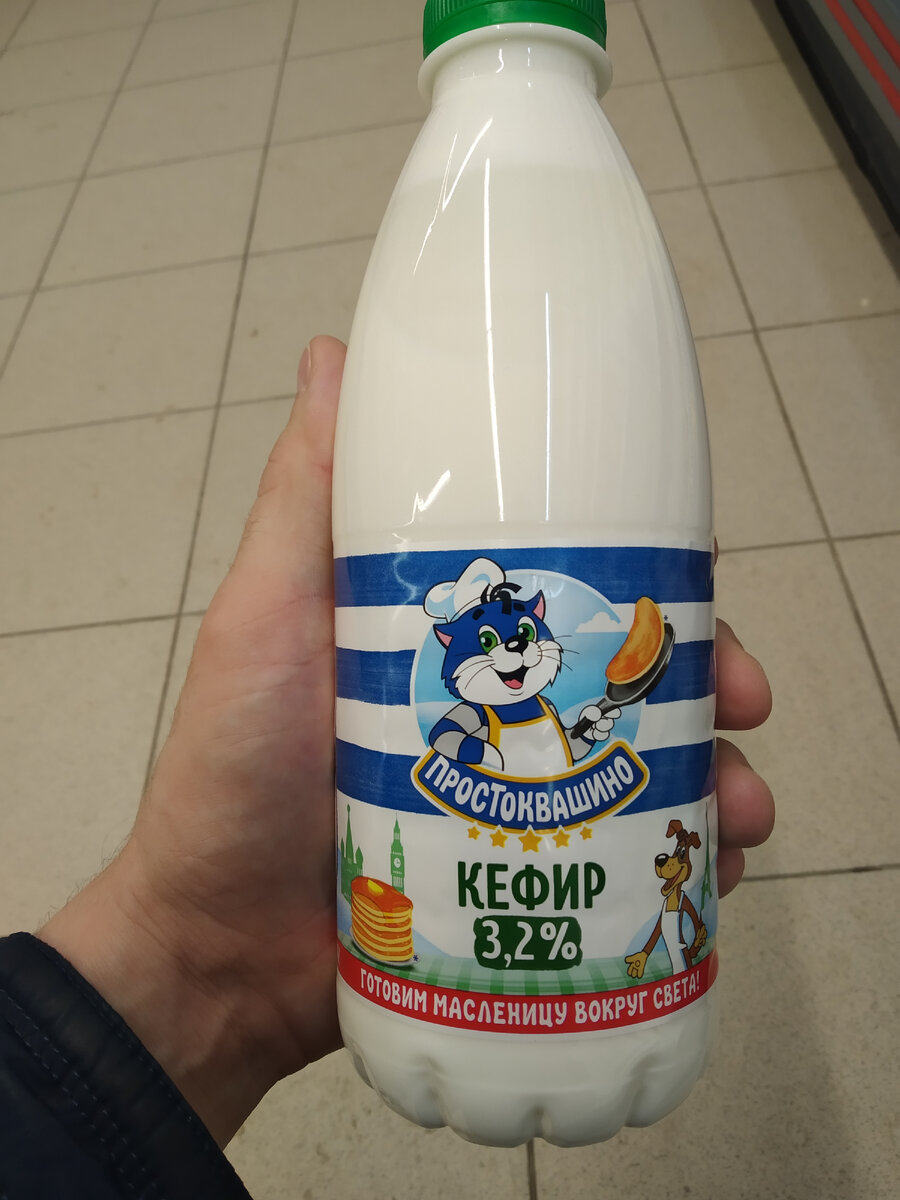 ПРОСТОКВАШИНО
КЕФИР
3,2%
ГОТОВИМ МАСЛЕНИЦУ ВОКРУГ СВЕТА!